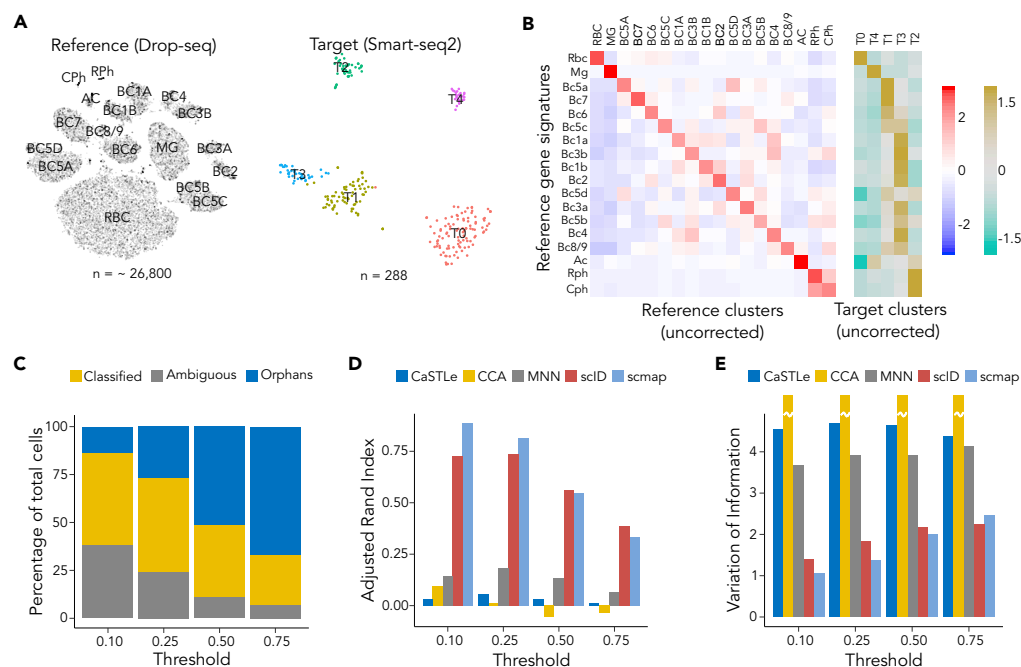 A
Reference (Drop-seq)
CPh
RPh
AC
BC1A
BC4
BC1B
BC3B
BC7
BC8/9
BC5D
BC6
MG
BC3A
BC5A
BC2
BC5B
BC5C
RBC
n = ~ 26,800
Target (Smart-seq2)
T2
T4
T3
T1
T0
n = 288
B
RBC MG BC5A BC7 BC6 BC5C BC1A BC3B BC1B BC2 BC5D BC3A BC5B BC4 BC8/9 AC RPh CPh
T0 T4 T1 T3 T2
Reference gene signatures
Rbc
Mg
Bc5a
Bc7
Bc6
Bc5c
Bc1a
Bc3b
Bc1b
Bc2
Bc5d
Bc3a
Bc5b
Bc4
Bc8/9
Ac
Rph
Cph
Reference clusters
(uncorrected)
Target clusters
(uncorrected)
2
0
-2
1.5
0
-1.5
C
Classified Ambiguous Orphans
Percentage of total cells
100
75
50
25
0
0.10 0.25 0.50 0.75
Threshold
D
CaSTLe CCA MNN scID scmap
Adjusted Rand Index
0.75
0.50
0.25
0.00
0.10 0.25 0.50 0.75
Threshold
E
CaSTLe CCA MNN scID scmap
Variation of Information
4
3
2
1
0
0.10 0.25 0.50 0.75
Threshold